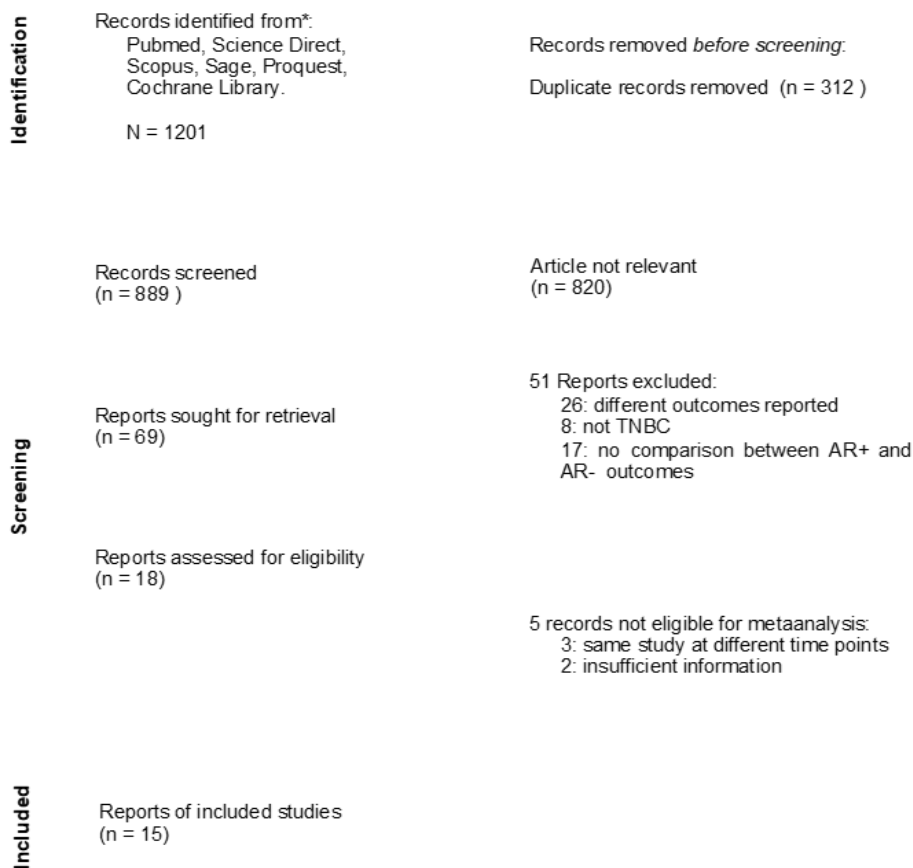 Identification
Records identified from*:
Pubmed, Science Direct,
Scopus, Sage, Proquest,
Cochrane Library.
N = 1201
Records removed before screening:
Duplicate records removed (n = 312 )
Screening
Records screened
(n = 889 )
Article not relevant
(n = 820)
Reports sought for retrieval
(n = 69)
51 Reports excluded:
26: different outcomes reported
8: not TNBC
17: no comparison between AR+ and
AR- outcomes
Reports assessed for eligibility
(n = 18)
5 records not eligible for metaanalysis:
3: same study at different time points
2: insufficient information
Included
Reports of included studies
(n = 15)